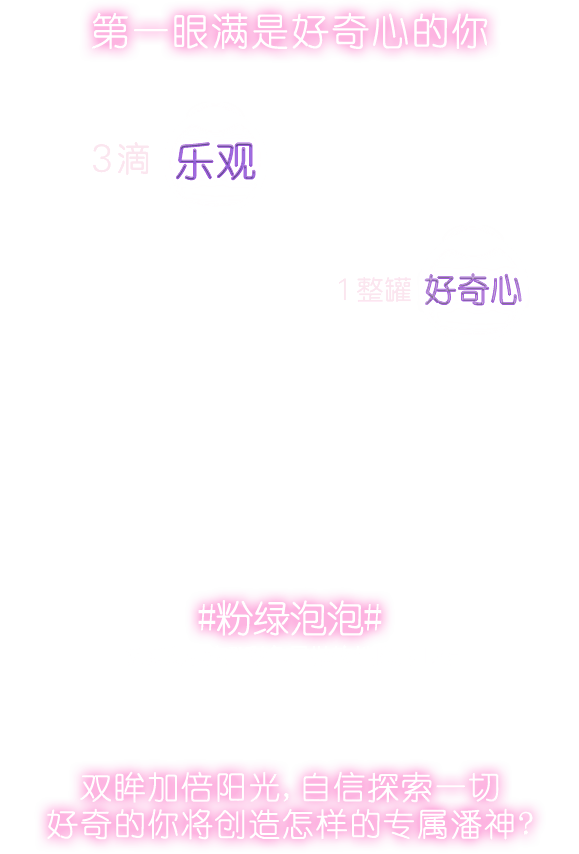 第一眼满是好奇心的你
3滴 乐观
1整罐 好奇心
#粉绿泡泡#
双眸加倍阳光,自信探索一切
好奇的你将创造怎样的专属潘神?